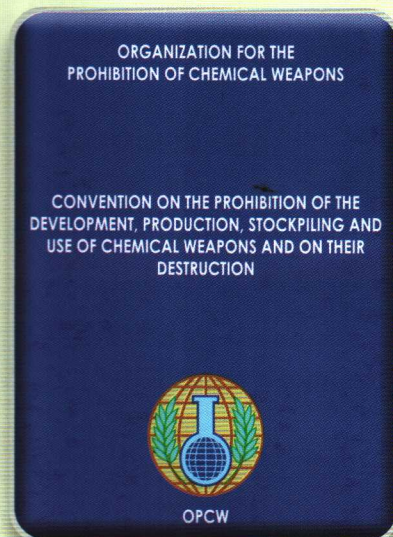 ORGANIZATION FOR THE
PROHIBITION OF CHEMICAL WEAPONS
CONVENTION ON THE PROHIBITION OF THE
DEVELOPMENT, PRODUCTION, STOCKPILING AND
USE OF CHEMICAL WEAPONS AND ON THEIR
DESTRUCTION
OPCW